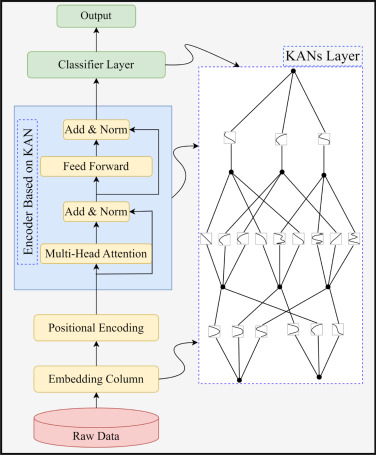 Output
KANs Layer
Classifier Layer
Add & Norm
Feed Forward
Encoder Based on KAN
Add & Norm
Multi-Head Attention
Positional Encoding
Embedding Column
Raw Data